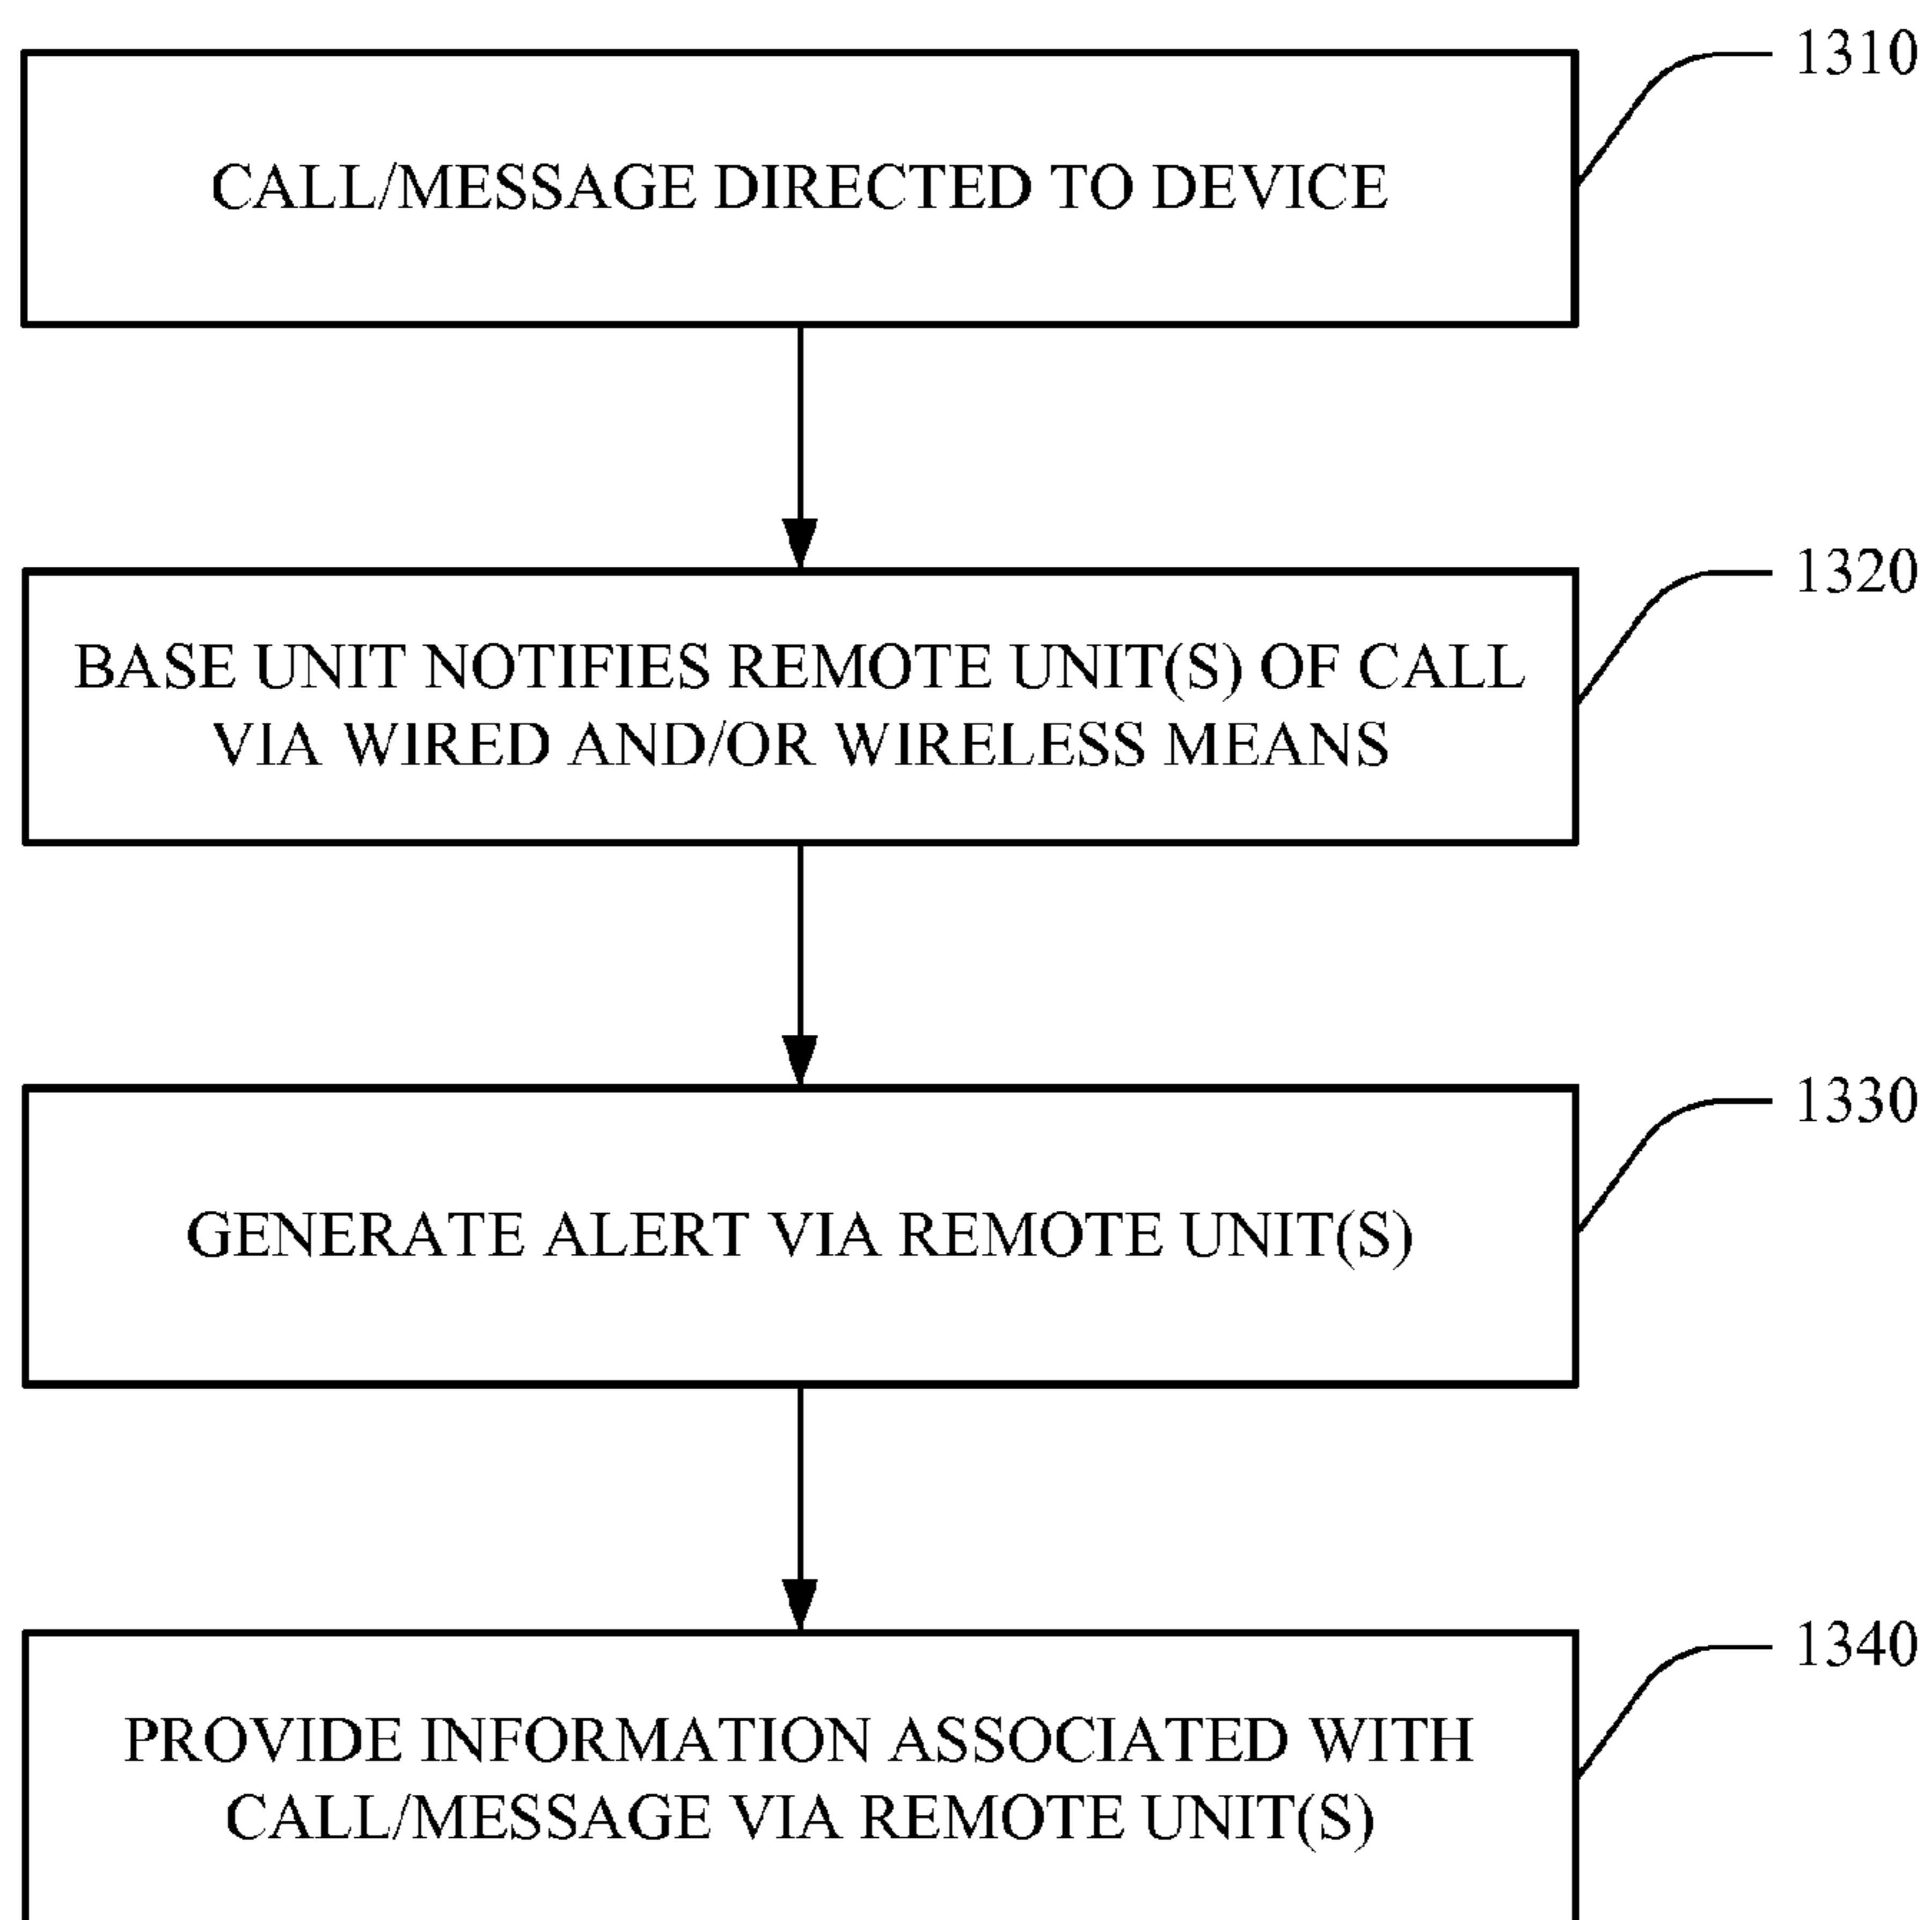 1310
CALL/MESSAGE DIRECTED TO DEVICE
1320
BASE UNIT NOTIFIES REMOTE UNIT(S) OF CALL
VIA WIRED AND/OR WIRELESS MEANS
1330
GENERATE ALERT VIA REMOTE UNIT(S)
1340
PROVIDE INFORMATION ASSOCIATED WITH
CALL/MESSAGE VIA REMOTE UNIT(S)